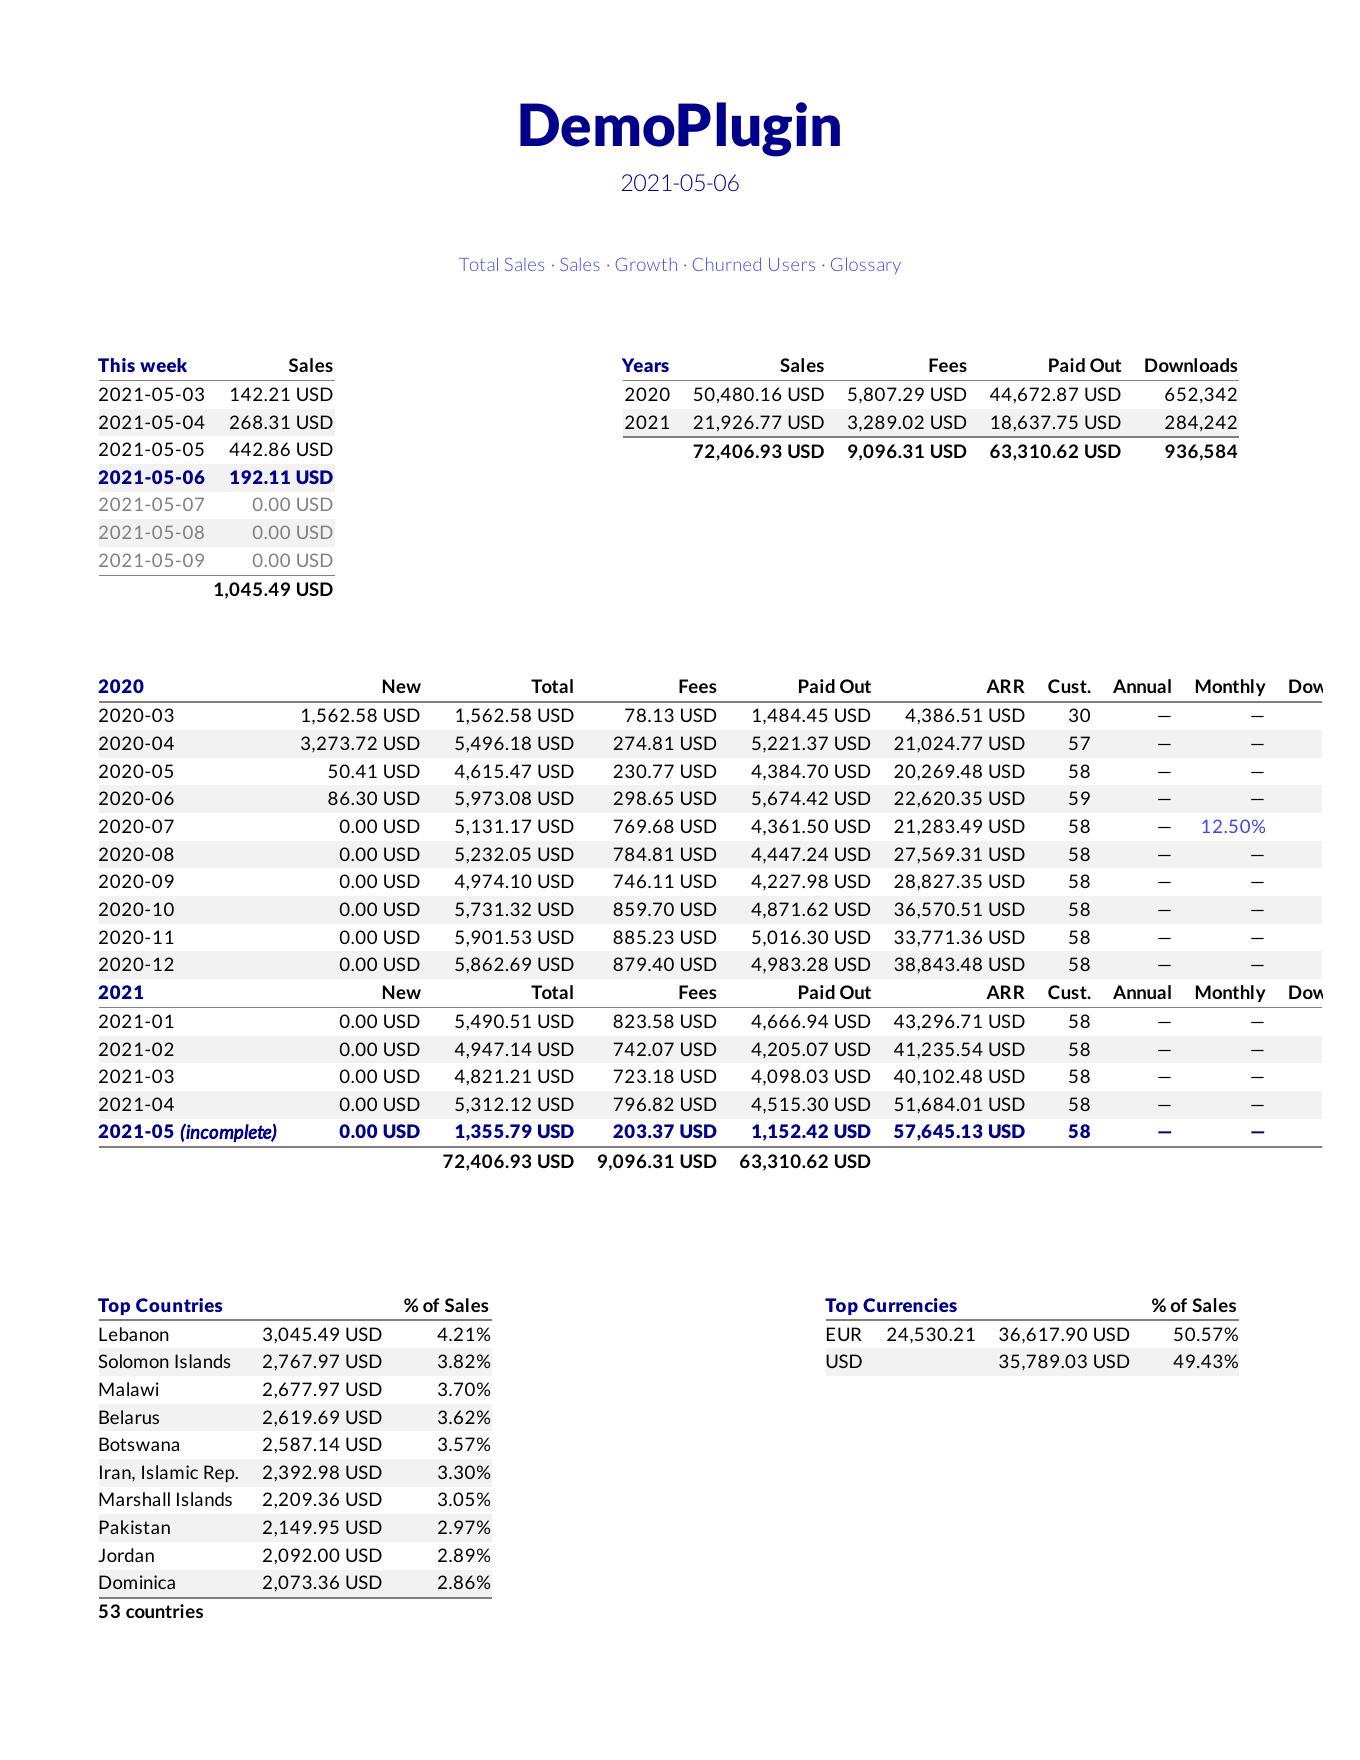 DemoPlugin
2021-05-06
Total Sales · Sales · Growth · Churned Users · Glossary
This week Sales
2021-05-03 142.21 USD
2021-05-04 268.31 USD
2021-05-05 442.86 USD
2021-05-06 192.11 USD
2021-05-07 0.00 USD
2021-05-08 0.00 USD
2021-05-09 0.00 USD
1,045.49 USD
Years Sales Fees Paid Out Downloads
2020 50,480.16 USD 5,807.29 USD 44,672.87 USD 652,342
2021 21,926.77 USD 3,289.02 USD 18,637.75 USD 284,242
72,406.93 USD 9,096.31 USD 63,310.62 USD 936,584
2020 New Total Fees Paid Out ARR Cust. Annual Monthly Dow
2020-03 1,562.58 USD 1,562.58 USD 78.13 USD 1,484.45 USD 4,386.51 USD 30 — —
2020-04 3,273.72 USD 5,496.18 USD 274.81 USD 5,221.37 USD 21,024.77 USD 57 — —
2020-05 50.41 USD 4,615.47 USD 230.77 USD 4,384.70 USD 20,269.48 USD 58 — —
2020-06 86.30 USD 5,973.08 USD 298.65 USD 5,674.42 USD 22,620.35 USD 59 — —
2020-07 0.00 USD 5,131.17 USD 769.68 USD 4,361.50 USD 21,283.49 USD 58 — 12.50%
2020-08 0.00 USD 5,232.05 USD 784.81 USD 4,447.24 USD 27,569.31 USD 58 — —
2020-09 0.00 USD 4,974.10 USD 746.11 USD 4,227.98 USD 28,827.35 USD 58 — —
2020-10 0.00 USD 5,731.32 USD 859.70 USD 4,871.62 USD 36,570.51 USD 58 — —
2020-11 0.00 USD 5,901.53 USD 885.23 USD 5,016.30 USD 33,771.36 USD 58 — —
2020-12 0.00 USD 5,862.69 USD 879.40 USD 4,983.28 USD 38,843.48 USD 58 — —
2021 New Total Fees Paid Out ARR Cust. Annual Monthly Dow
2021-01 0.00 USD 5,490.51 USD 823.58 USD 4,666.94 USD 43,296.71 USD 58 — —
2021-02 0.00 USD 4,947.14 USD 742.07 USD 4,205.07 USD 41,235.54 USD 58 — —
2021-03 0.00 USD 4,821.21 USD 723.18 USD 4,098.03 USD 40,102.48 USD 58 — —
2021-04 0.00 USD 5,312.12 USD 796.82 USD 4,515.30 USD 51,684.01 USD 58 — —
2021-05 (incomplete) 0.00 USD 1,355.79 USD 203.37 USD 1,152.42 USD 57,645.13 USD 58 — —
72,406.93 USD 9,096.31 USD 63,310.62 USD
Top Countries % of Sales
Lebanon 3,045.49 USD 4.21%
Solomon Islands 2,767.97 USD 3.82%
Malawi 2,677.97 USD 3.70%
Belarus 2,619.69 USD 3.62%
Botswana 2,587.14 USD 3.57%
Iran, Islamic Rep. 2,392.98 USD 3.30%
Marshall Islands 2,209.36 USD 3.05%
Pakistan 2,149.95 USD 2.97%
Jordan 2,092.00 USD 2.89%
Dominica 2,073.36 USD 2.86%
53 countries
Top Currencies % of Sales
EUR 24,530.21 36,617.90 USD 50.57%
USD 35,789.03 USD 49.43%